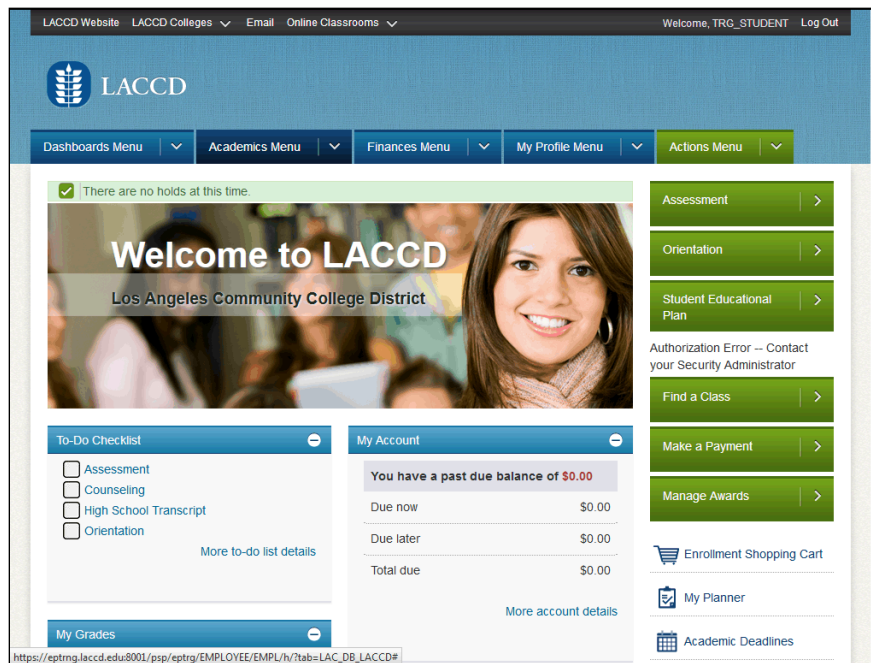 LACCD Website LACCD Colleges Email Online Classrooms Welcome, TRG_STUDENT Log Out
LACCD
Dashboards Menu Academics Menu Finances Menu My Profile Menu Actions Menu
There are no holds at this time.
Welcome to LACCD
Los Angeles Community College District
Assessment
Orientation
Student Educational
Plan
Authorization Error -- Contact
your Security Administrator
Find a Class
Make a Payment
Manage Awards
Enrollment Shopping Cart
My Planner
Academic Deadlines
To-Do Checklist
Assessment
Counseling
High School Transcript
Orientation
More to-do list details
My Account
You have a past due balance of $0.00
Due now $0.00
Due later $0.00
Total due $0.00
More account details
My Grades
https://eptrng.laccd.edu:8001/psp/eptrg/EMPLOYEE/EMPL/h/?tab=LAC_DB_LACCD#